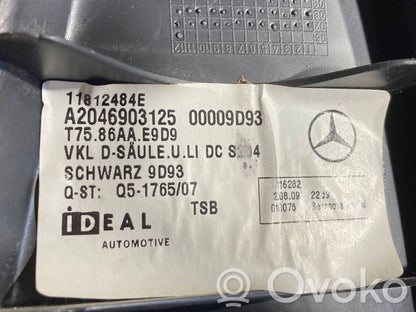 11812484E
A2046903125 00009D93
T75.86AA.E9D9
VKL D-SÄULE.U.LI DC
SCHWARZ 9D93
Q-ST: Q5-1765/07
TSB
iDEAL
AUTOMOTIVE
116282
Ovoko